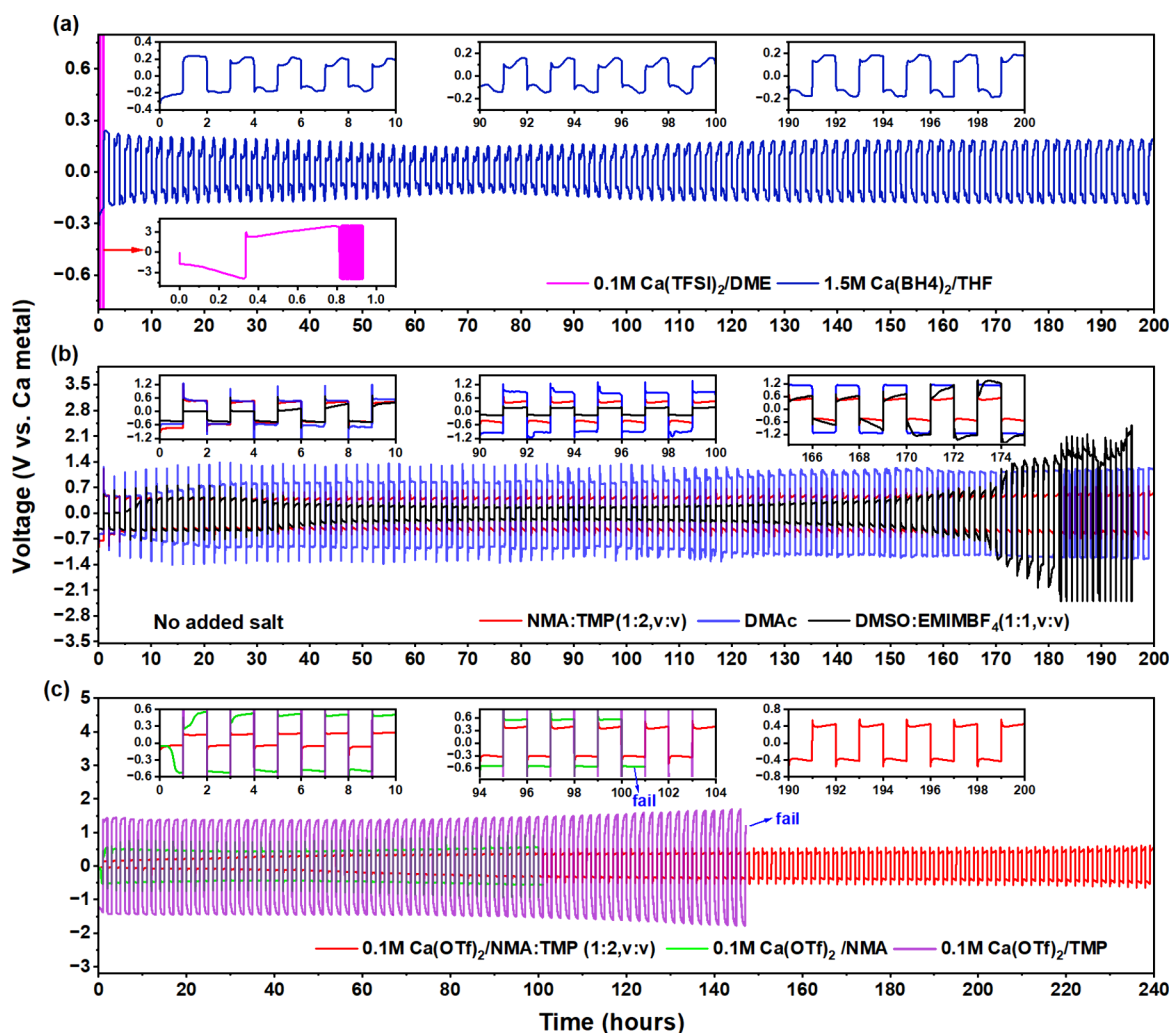 (a)
0.6
0.3
0.0
−0.3
−0.6
0.4
0.2
0.0
−0.2
−0.4
0 2 4 6 8 10
0.2
0.0
−0.2
90 92 94 96 98 100
0.2
0.0
−0.2
190 192 194 196 198 200
3
0
−3
0.0 0.2 0.4 0.6 0.8 1.0
0.1M Ca(TFSI)2/DME 1.5M Ca(BH4)2/THF
0 10 20 30 40 50 60 70 80 90 100 110 120 130 140 150 160 170 180 190 200
(b)
Voltage (V vs. Ca metal)
3.5
2.8
2.1
1.4
0.7
0.0
−0.7
−1.4
−2.1
−2.8
−3.5
1.2
0.6
0.0
−0.6
−1.2
0 2 4 6 8 10
1.2
0.6
0.0
−0.6
−1.2
90 92 94 96 98 100
1.2
0.6
0.0
−0.6
−1.2
166 168 170 172 174
No added salt
NMA:TMP(1:2,v:v) DMAc DMSO:EMIMBF4(1:1,v:v)
0 10 20 30 40 50 60 70 80 90 100 110 120 130 140 150 160 170 180 190 200
(c)
5
4
3
2
1
0
−1
−2
−3
0.6
0.3
0.0
−0.3
−0.6
0 2 4 6 8 10
0.6
0.3
0.0
−0.3
−0.6
94 96 98 100 102 104
fail
0.8
0.4
0.0
−0.4
−0.8
190 192 194 196 198 200
fail
0.1M Ca(OTf)2/NMA:TMP (1:2,v:v) 0.1M Ca(OTf)2 /NMA 0.1M Ca(OTf)2/TMP
0 20 40 60 80 100 120 140 160 180 200 220 240
Time (hours)